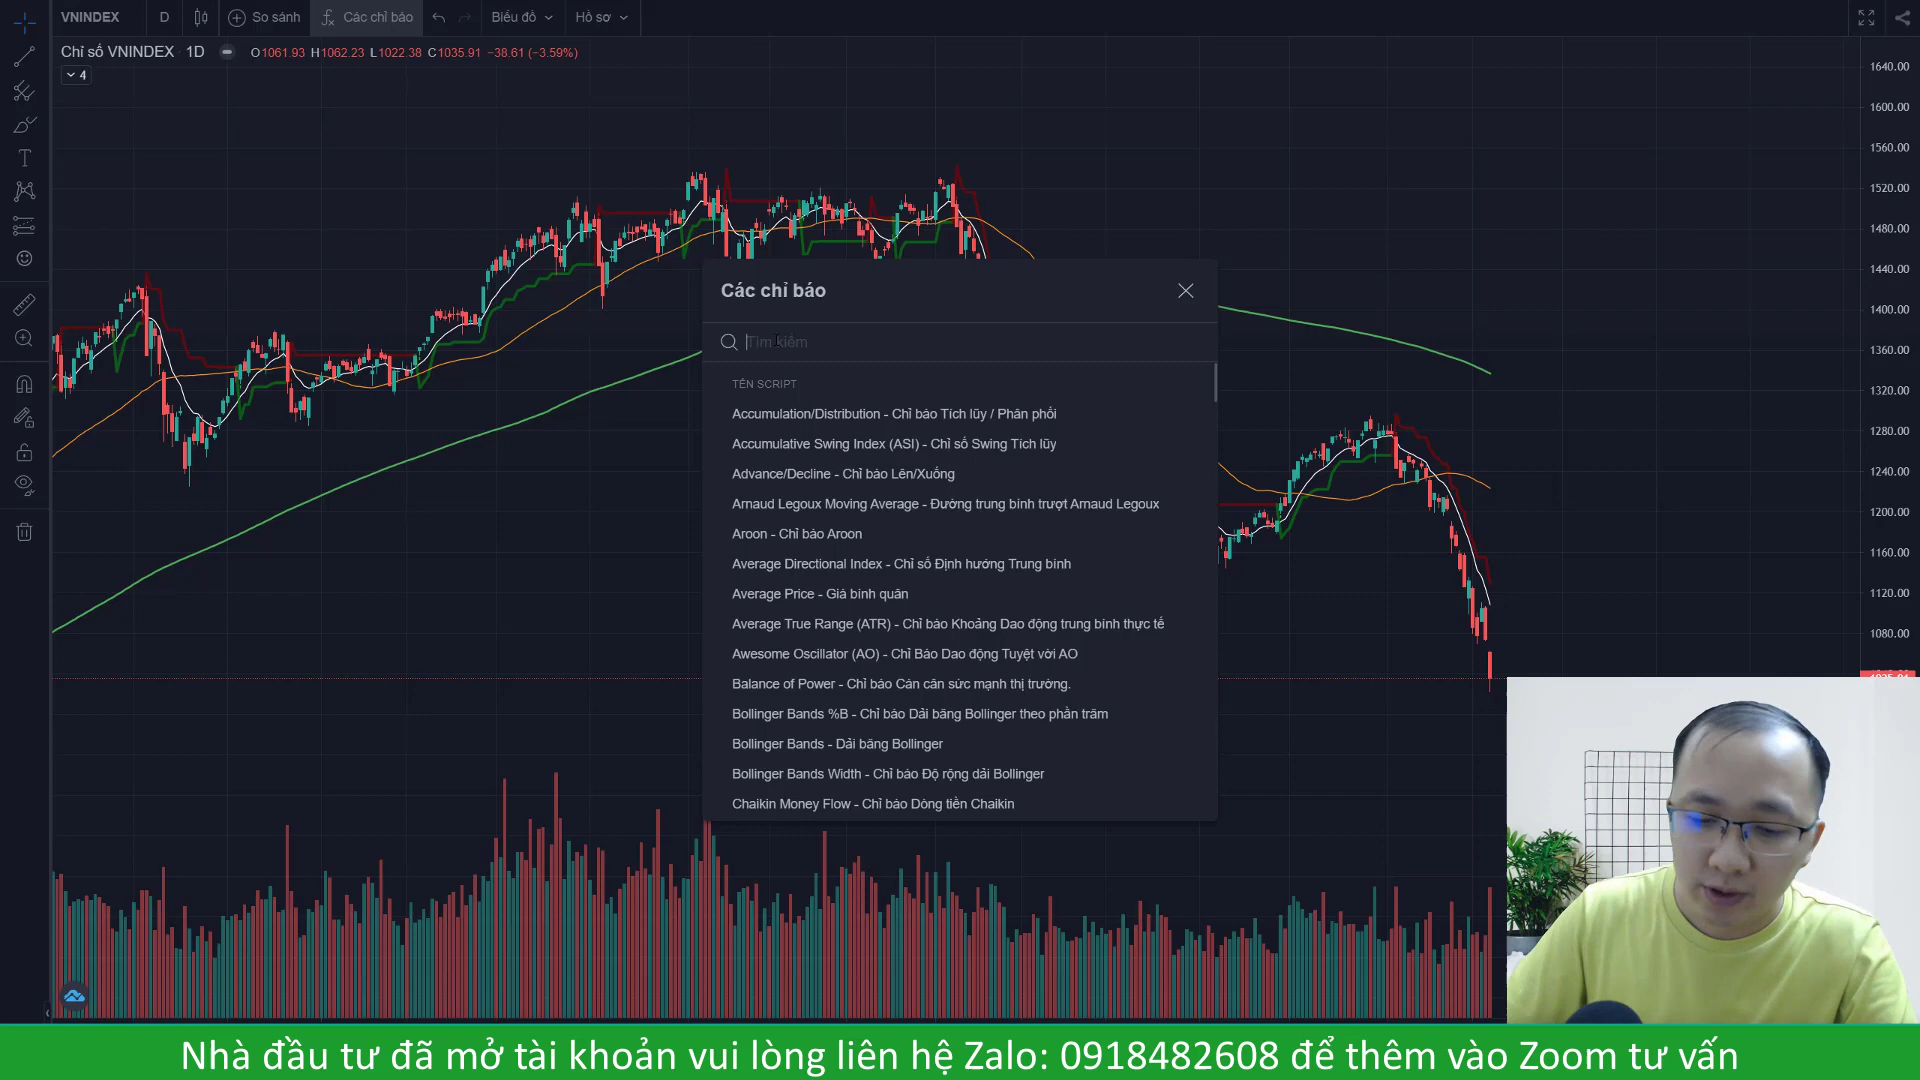 VNINDEX D So sánh Các chỉ báo Biểu đồ Hồ sơ
Chỉ số VNINDEX · 1D O1061.93 H1062.23 L1022.38 C1035.91 −38.61 (−3.59%)
4
1640.00
1600.00
1560.00
1520.00
1480.00
1440.00
1400.00
1360.00
1320.00
1280.00
1240.00
1200.00
1160.00
1120.00
1080.00
Các chỉ báo
Tìm kiếm
TÊN SCRIPT
Accumulation/Distribution - Chỉ báo Tích lũy / Phân phối
Accumulative Swing Index (ASI) - Chỉ số Swing Tích lũy
Advance/Decline - Chỉ báo Lên/Xuống
Arnaud Legoux Moving Average - Đường trung bình trượt Arnaud Legoux
Aroon - Chỉ báo Aroon
Average Directional Index - Chỉ số Định hướng Trung bình
Average Price - Giá bình quân
Average True Range (ATR) - Chỉ báo Khoảng Dao động trung bình thực tế
Awesome Oscillator (AO) - Chỉ Báo Dao động Tuyệt vời AO
Balance of Power - Chỉ báo Cán cân sức mạnh thị trường.
Bollinger Bands %B - Chỉ báo Dải băng Bollinger theo phần trăm
Bollinger Bands - Dải băng Bollinger
Bollinger Bands Width - Chỉ báo Độ rộng dải Bollinger
Chaikin Money Flow - Chỉ báo Dòng tiền Chaikin
Nhà đầu tư đã mở tài khoản vui lòng liên hệ Zalo: 0918482608 để thêm vào Zoom tư vấn